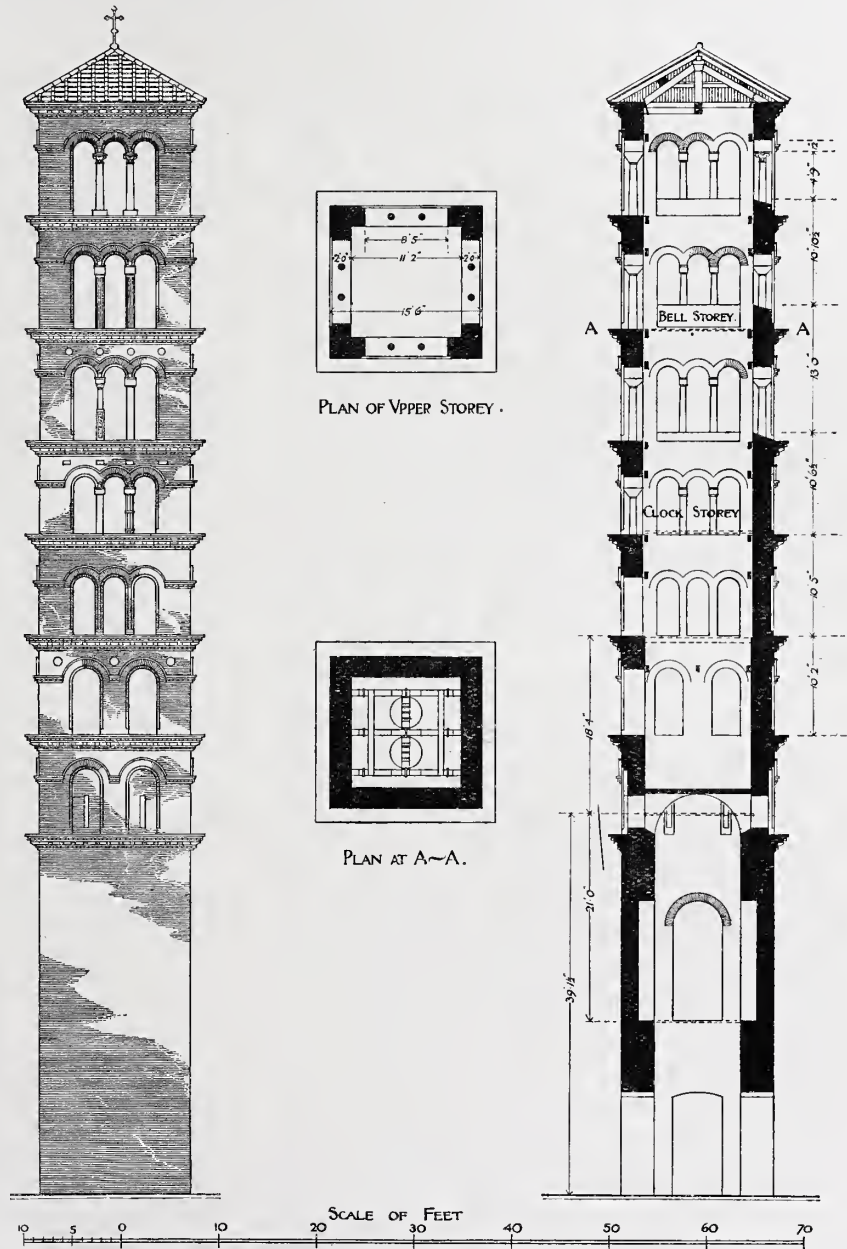 8'5"
2'0"
11'2"
2'0"
15'6"
PLAN OF VPPER STOREY.
PLAN AT A~A.
4'9"
10'10½"
BELL STOREY.
A
A
13'0"
10'6½"
CLOCK STOREY
10'5"
10'2"
18'4"
21'0"
39'1½"
SCALE OF FEET
10 5 0 10 20 30 40 50 60 70